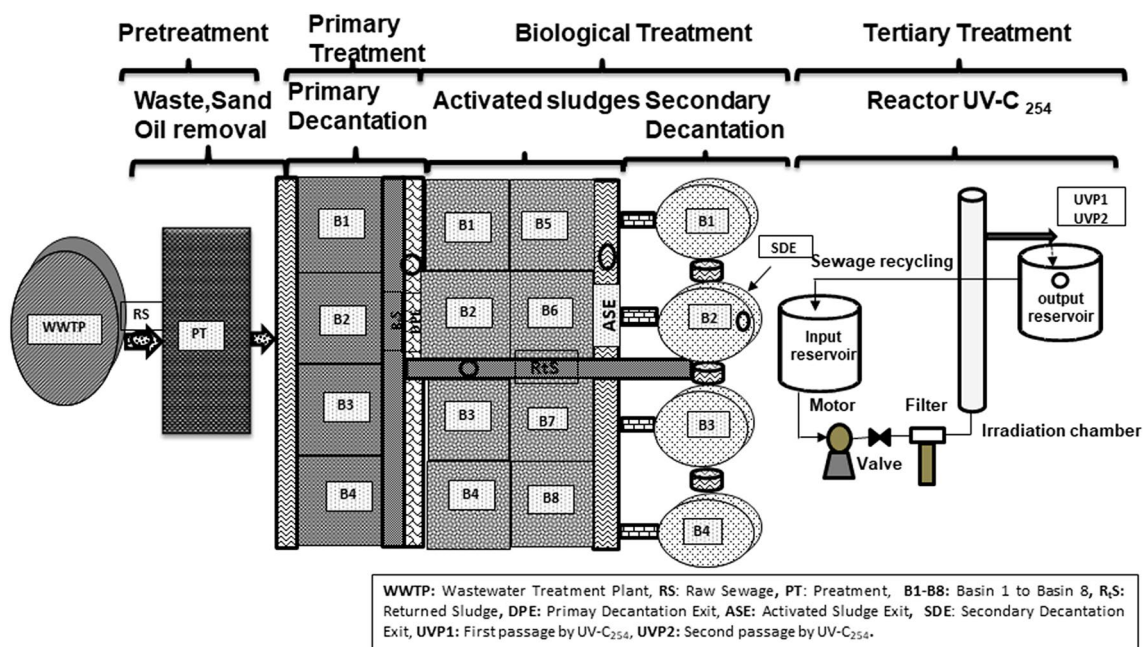 Pretreatment
Primary
Treatment
Biological Treatment
Tertiary Treatment
Waste,Sand
Oil removal
Primary
Decantation
Activated sludges
Secondary
Decantation
Reactor UV-C 254
WWTP
RS
PT
B1
B2
B3
B4
B.S
DPE
B1
B5
B2
B6
RtS
B3
B7
B4
B8
ASE
B1
B2
B3
B4
SDE
Sewage recycling
UVP1
UVP2
output
reservoir
Input
reservoir
Motor
Valve
Filter
Irradiation chamber
WWTP: Wastewater Treatment Plant, RS: Raw Sewage, PT: Preatment, B1-B8: Basin 1 to Basin 8, RtS:
Returned Sludge, DPE: Primay Decantation Exit, ASE: Activated Sludge Exit, SDE: Secondary Decantation
Exit, UVP1: First passage by UV-C254, UVP2: Second passage by UV-C254.